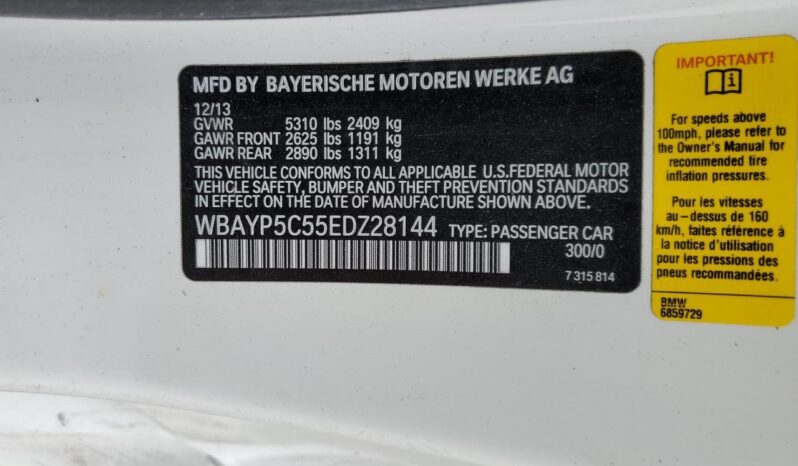 MFD BY BAYERISCHE MOTOREN WERKE AG
12/13
GVWR 5310 lbs 2409 kg
GAWR FRONT 2625 lbs 1191 kg
GAWR REAR 2890 lbs 1311 kg
THIS VEHICLE CONFORMS TO ALL APPLICABLE U.S.FEDERAL MOTOR
VEHICLE SAFETY, BUMPER AND THEFT PREVENTION STANDARDS
IN EFFECT ON THE DATE OF MANUFACTURE SHOWN ABOVE.
WBAYP5C55EDZ28144 TYPE: PASSENGER CAR
300/0
7 315 814
IMPORTANT!
For speeds above
100mph, please refer to
the Owner's Manual for
recommended tire
inflation pressures.
Pour les vitesses
au-dessus de 160
km/h, faites référence à
la notice d'utilisation
pour les pressions des
pneus recommandées.
BMW
6859729